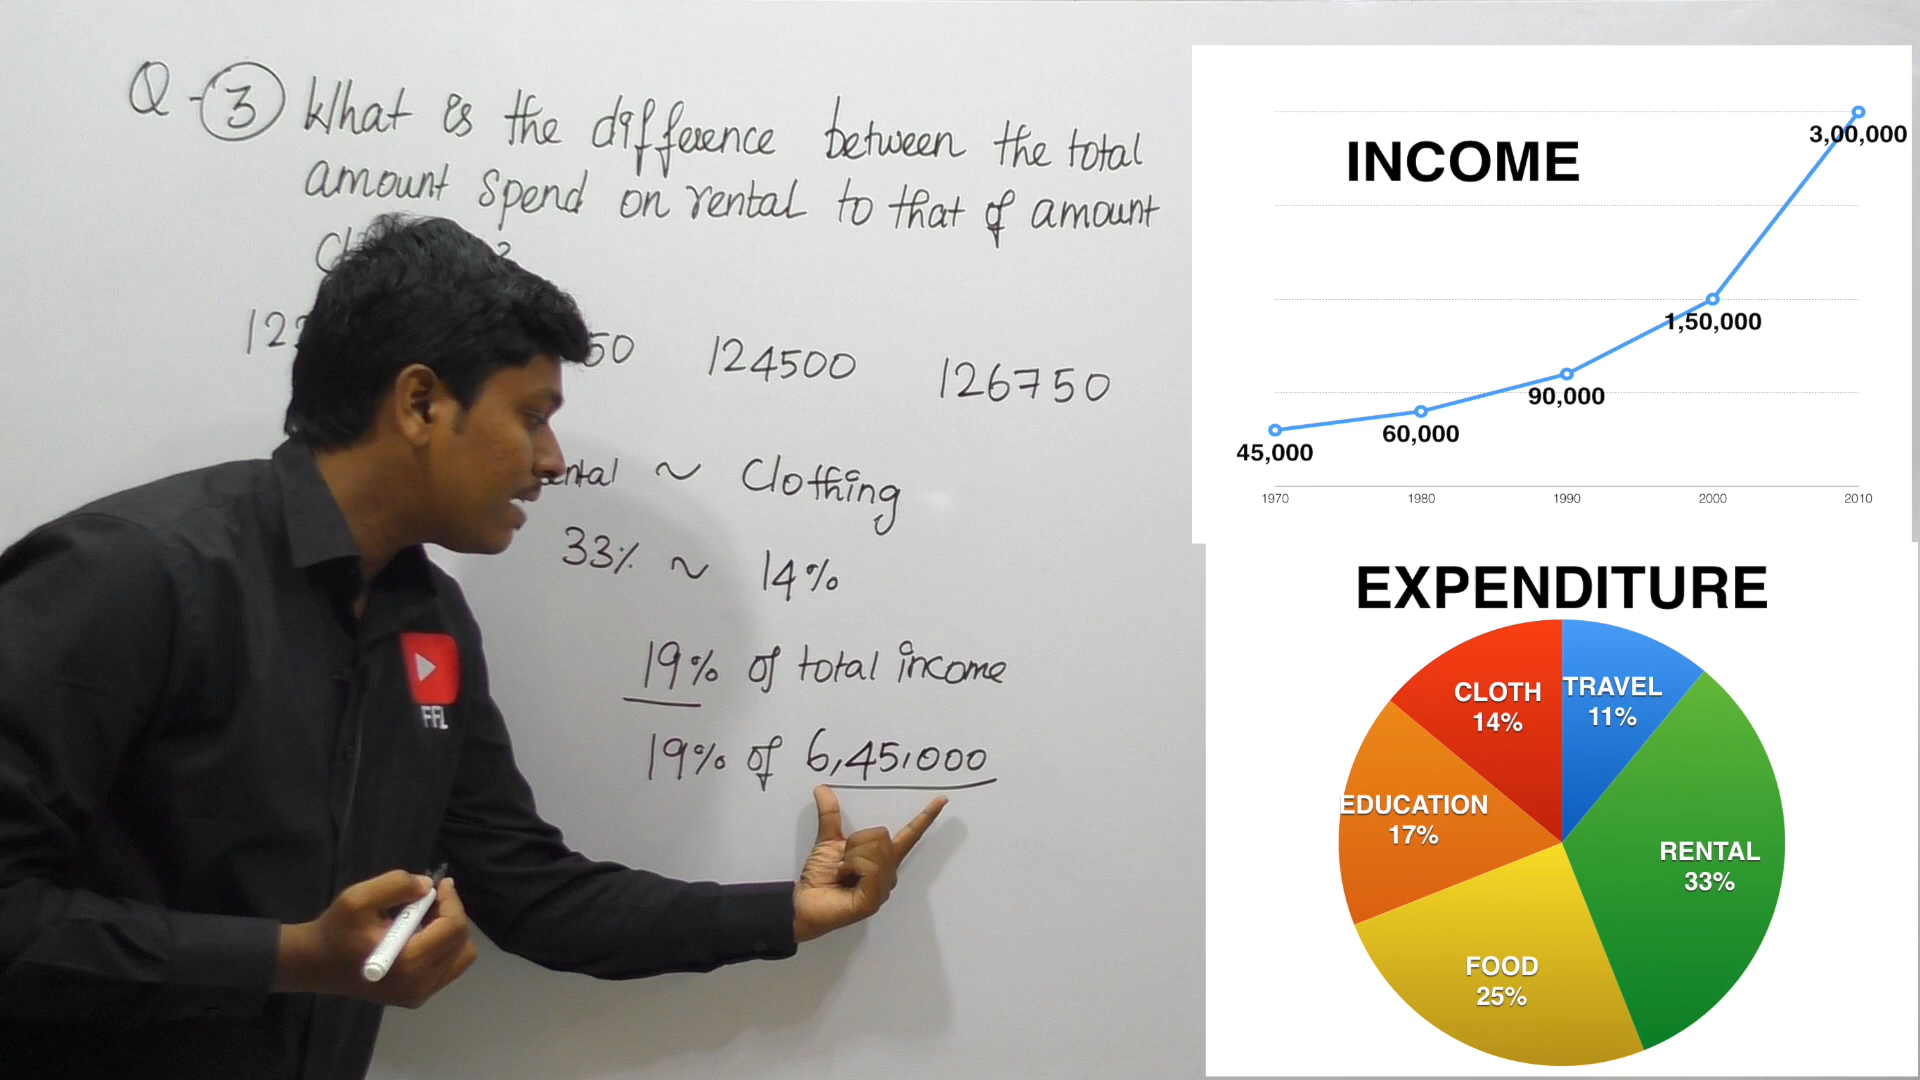 Q-3 What is the difference between the total
amount spend on rental to that of amount
124500
126750
~ Clothing
33% ~ 14%
19% of total income
19% of 6,45,000
FFL
INCOME
3,00,000
1,50,000
90,000
60,000
45,000
1970 1980 1990 2000 2010
EXPENDITURE
CLOTH
14%
TRAVEL
11%
EDUCATION
17%
RENTAL
33%
FOOD
25%